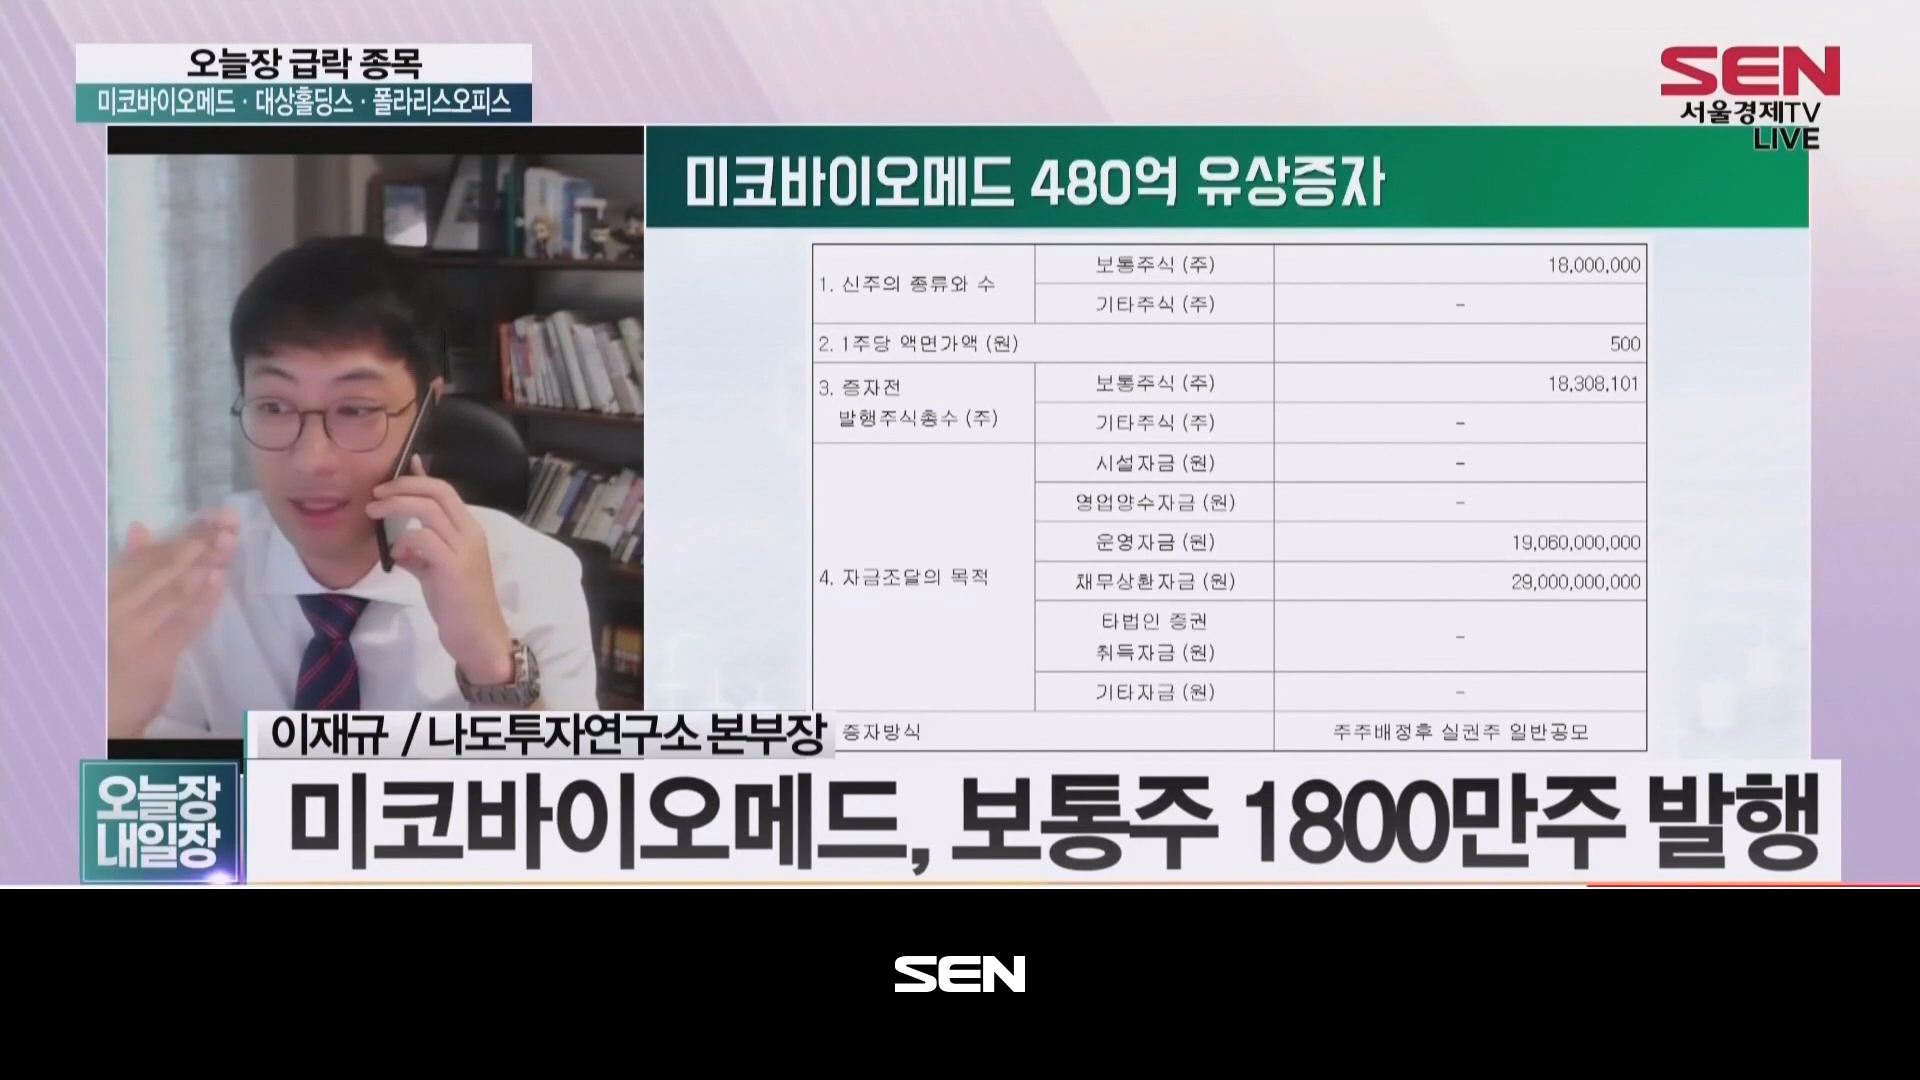 오늘장 급락 종목
미코바이오메드 · 대상홀딩스 · 폴라리스오피스
SEN
서울경제TV
LIVE
미코바이오메드 480억 유상증자
1. 신주의 종류와 수
보통주식 (주) 18,000,000
기타주식 (주) -
2. 1주당 액면가액 (원) 500
3. 증자전
발행주식총수 (주)
보통주식 (주) 18,308,101
기타주식 (주) -
4. 자금조달의 목적
시설자금 (원) -
영업양수자금 (원) -
운영자금 (원) 19,060,000,000
채무상환자금 (원) 29,000,000,000
타법인 증권
취득자금 (원) -
기타자금 (원) -
증자방식 주주배정후 실권주 일반공모
이재규 / 나도투자연구소 본부장
오늘장
내일장
미코바이오메드, 보통주 1800만주 발행
SEN